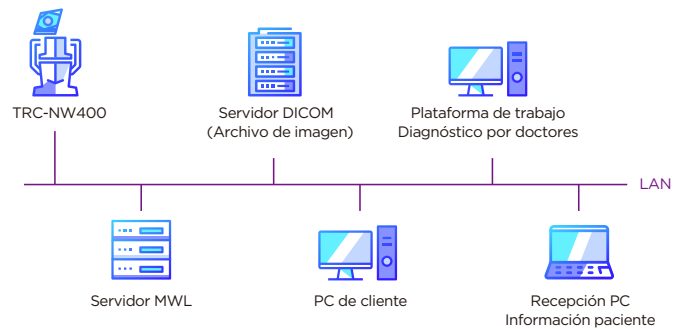 TRC-NW400
Servidor DICOM
(Archivo de imagen)
Plataforma de trabajo
Diagnóstico por doctores
LAN
Servidor MWL
PC de cliente
Recepción PC
Información paciente